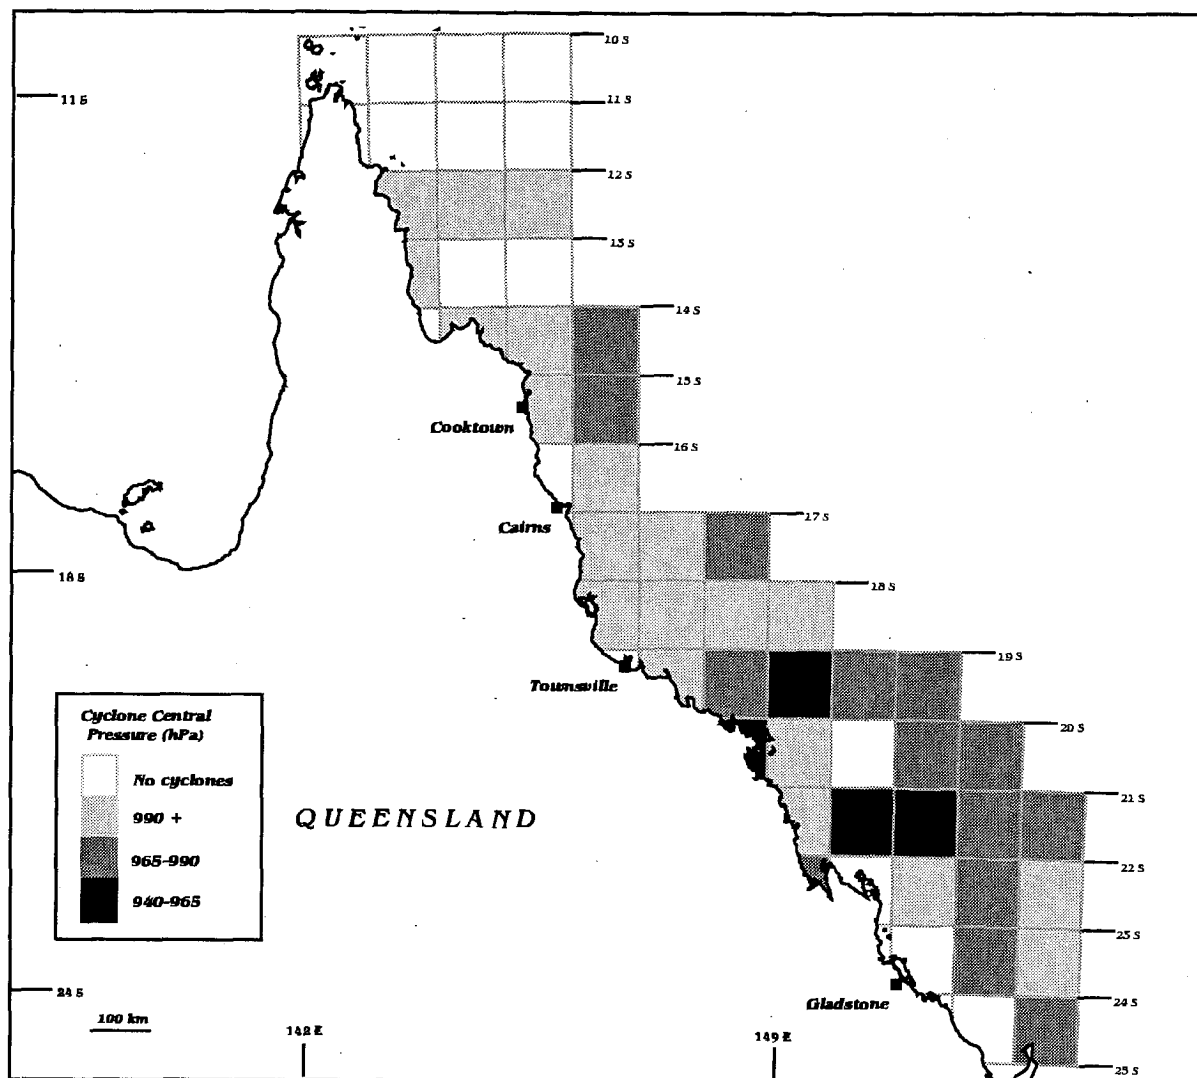 10 S
11 S
11 S
12 S
13 S
14 S
15 S
Cooktown
16 S
Cairns
17 S
18 S
18 S
Townsville
19 S
Cyclone Central
Pressure (hPa)
No cyclones
990 +
965-990
940-965
20 S
QUEENSLAND
21 S
22 S
23 S
24 S
Gladstone
24 S
100 km
142 E
149 E
25 S